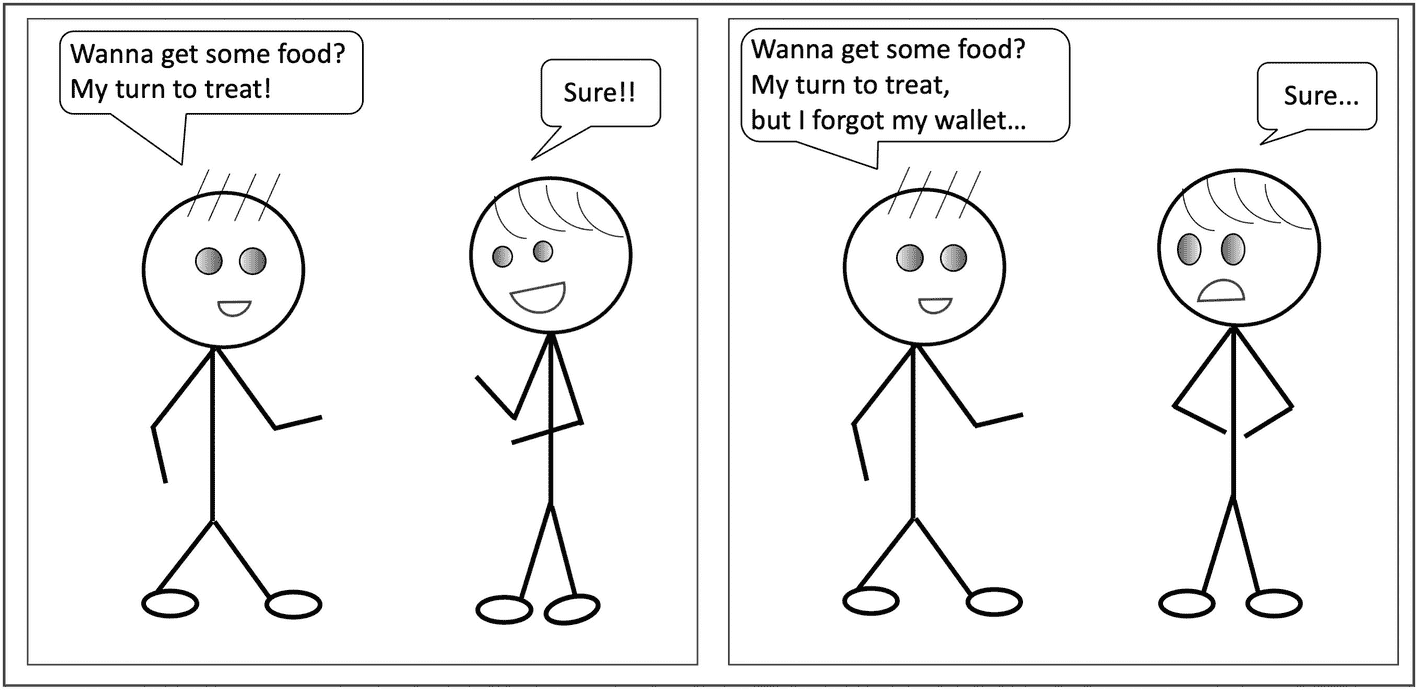 Wanna get some food?
My turn to treat!
Sure!!
Wanna get some food?
My turn to treat,
but I forgot my wallet...
Sure...